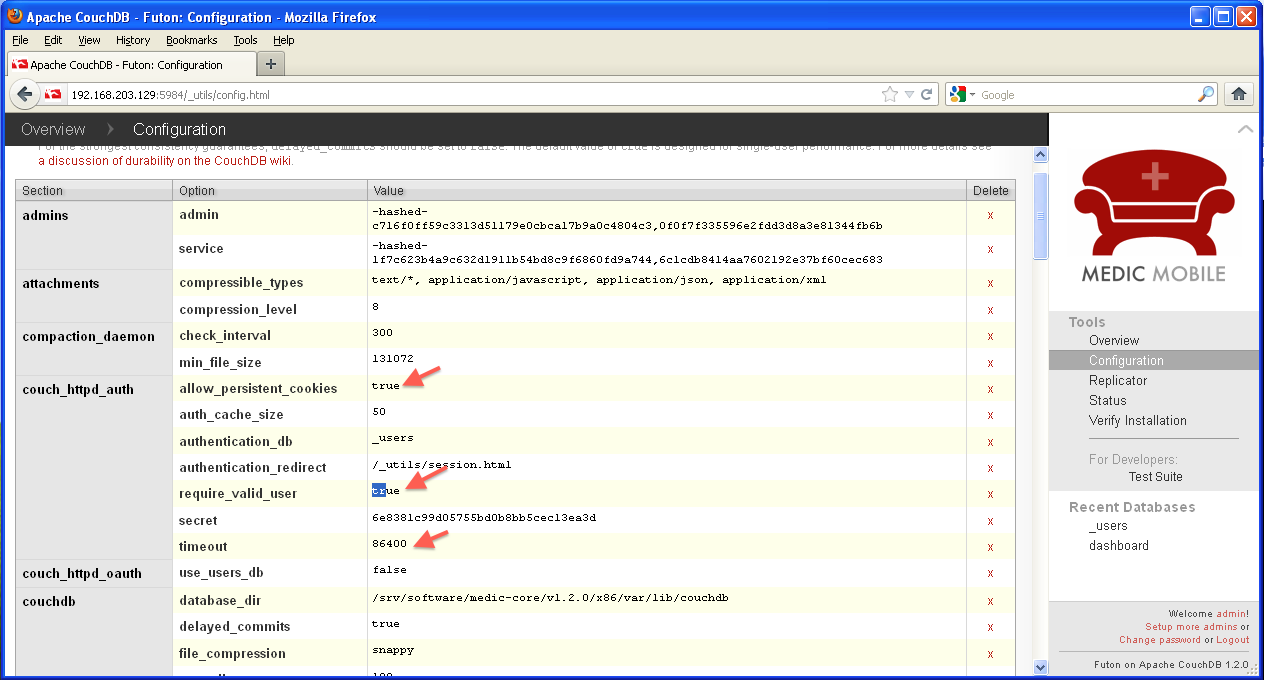 Apache CouchDB - Futon: Configuration - Mozilla Firefox
File Edit View History Bookmarks Tools Help
Apache CouchDB - Futon: Configuration
192.168.203.129:5984/_utils/config.html
Google
Overview Configuration
For the strongest consistency guarantees, delayed_commits should be set to false. The default value of true is designed for single-user performance. For more details see
a discussion of durability on the CouchDB wiki.
Section Option Value Delete
admins admin -hashed-
c716f0ff59c3313d51179e0cbca17b9a0c4804c3,0f0f7f335596e2fdd3d8a3e81344fb6b x
service -hashed-
1f7c623b4a9c632d1911b54bd8c9f6860fd9a744,6c1cdb8414aa7602192e37bf60cec683 x
attachments compressible_types text/*, application/javascript, application/json, application/xml x
compression_level 8 x
compaction_daemon check_interval 300 x
min_file_size 131072 x
couch_httpd_auth allow_persistent_cookies true x
auth_cache_size 50 x
authentication_db _users x
authentication_redirect /_utils/session.html x
require_valid_user true x
secret 6e8381c99d05755bd0b8bb5cec13ea3d x
timeout 86400 x
couch_httpd_oauth use_users_db false x
couchdb database_dir /srv/software/medic-core/v1.2.0/x86/var/lib/couchdb x
delayed_commits true x
file_compression snappy x
MEDIC MOBILE
Tools
Overview
Configuration
Replicator
Status
Verify Installation
For Developers:
Test Suite
Recent Databases
_users
dashboard
Welcome admin!
Setup more admins or
Change password or Logout
Futon on Apache CouchDB 1.2.0